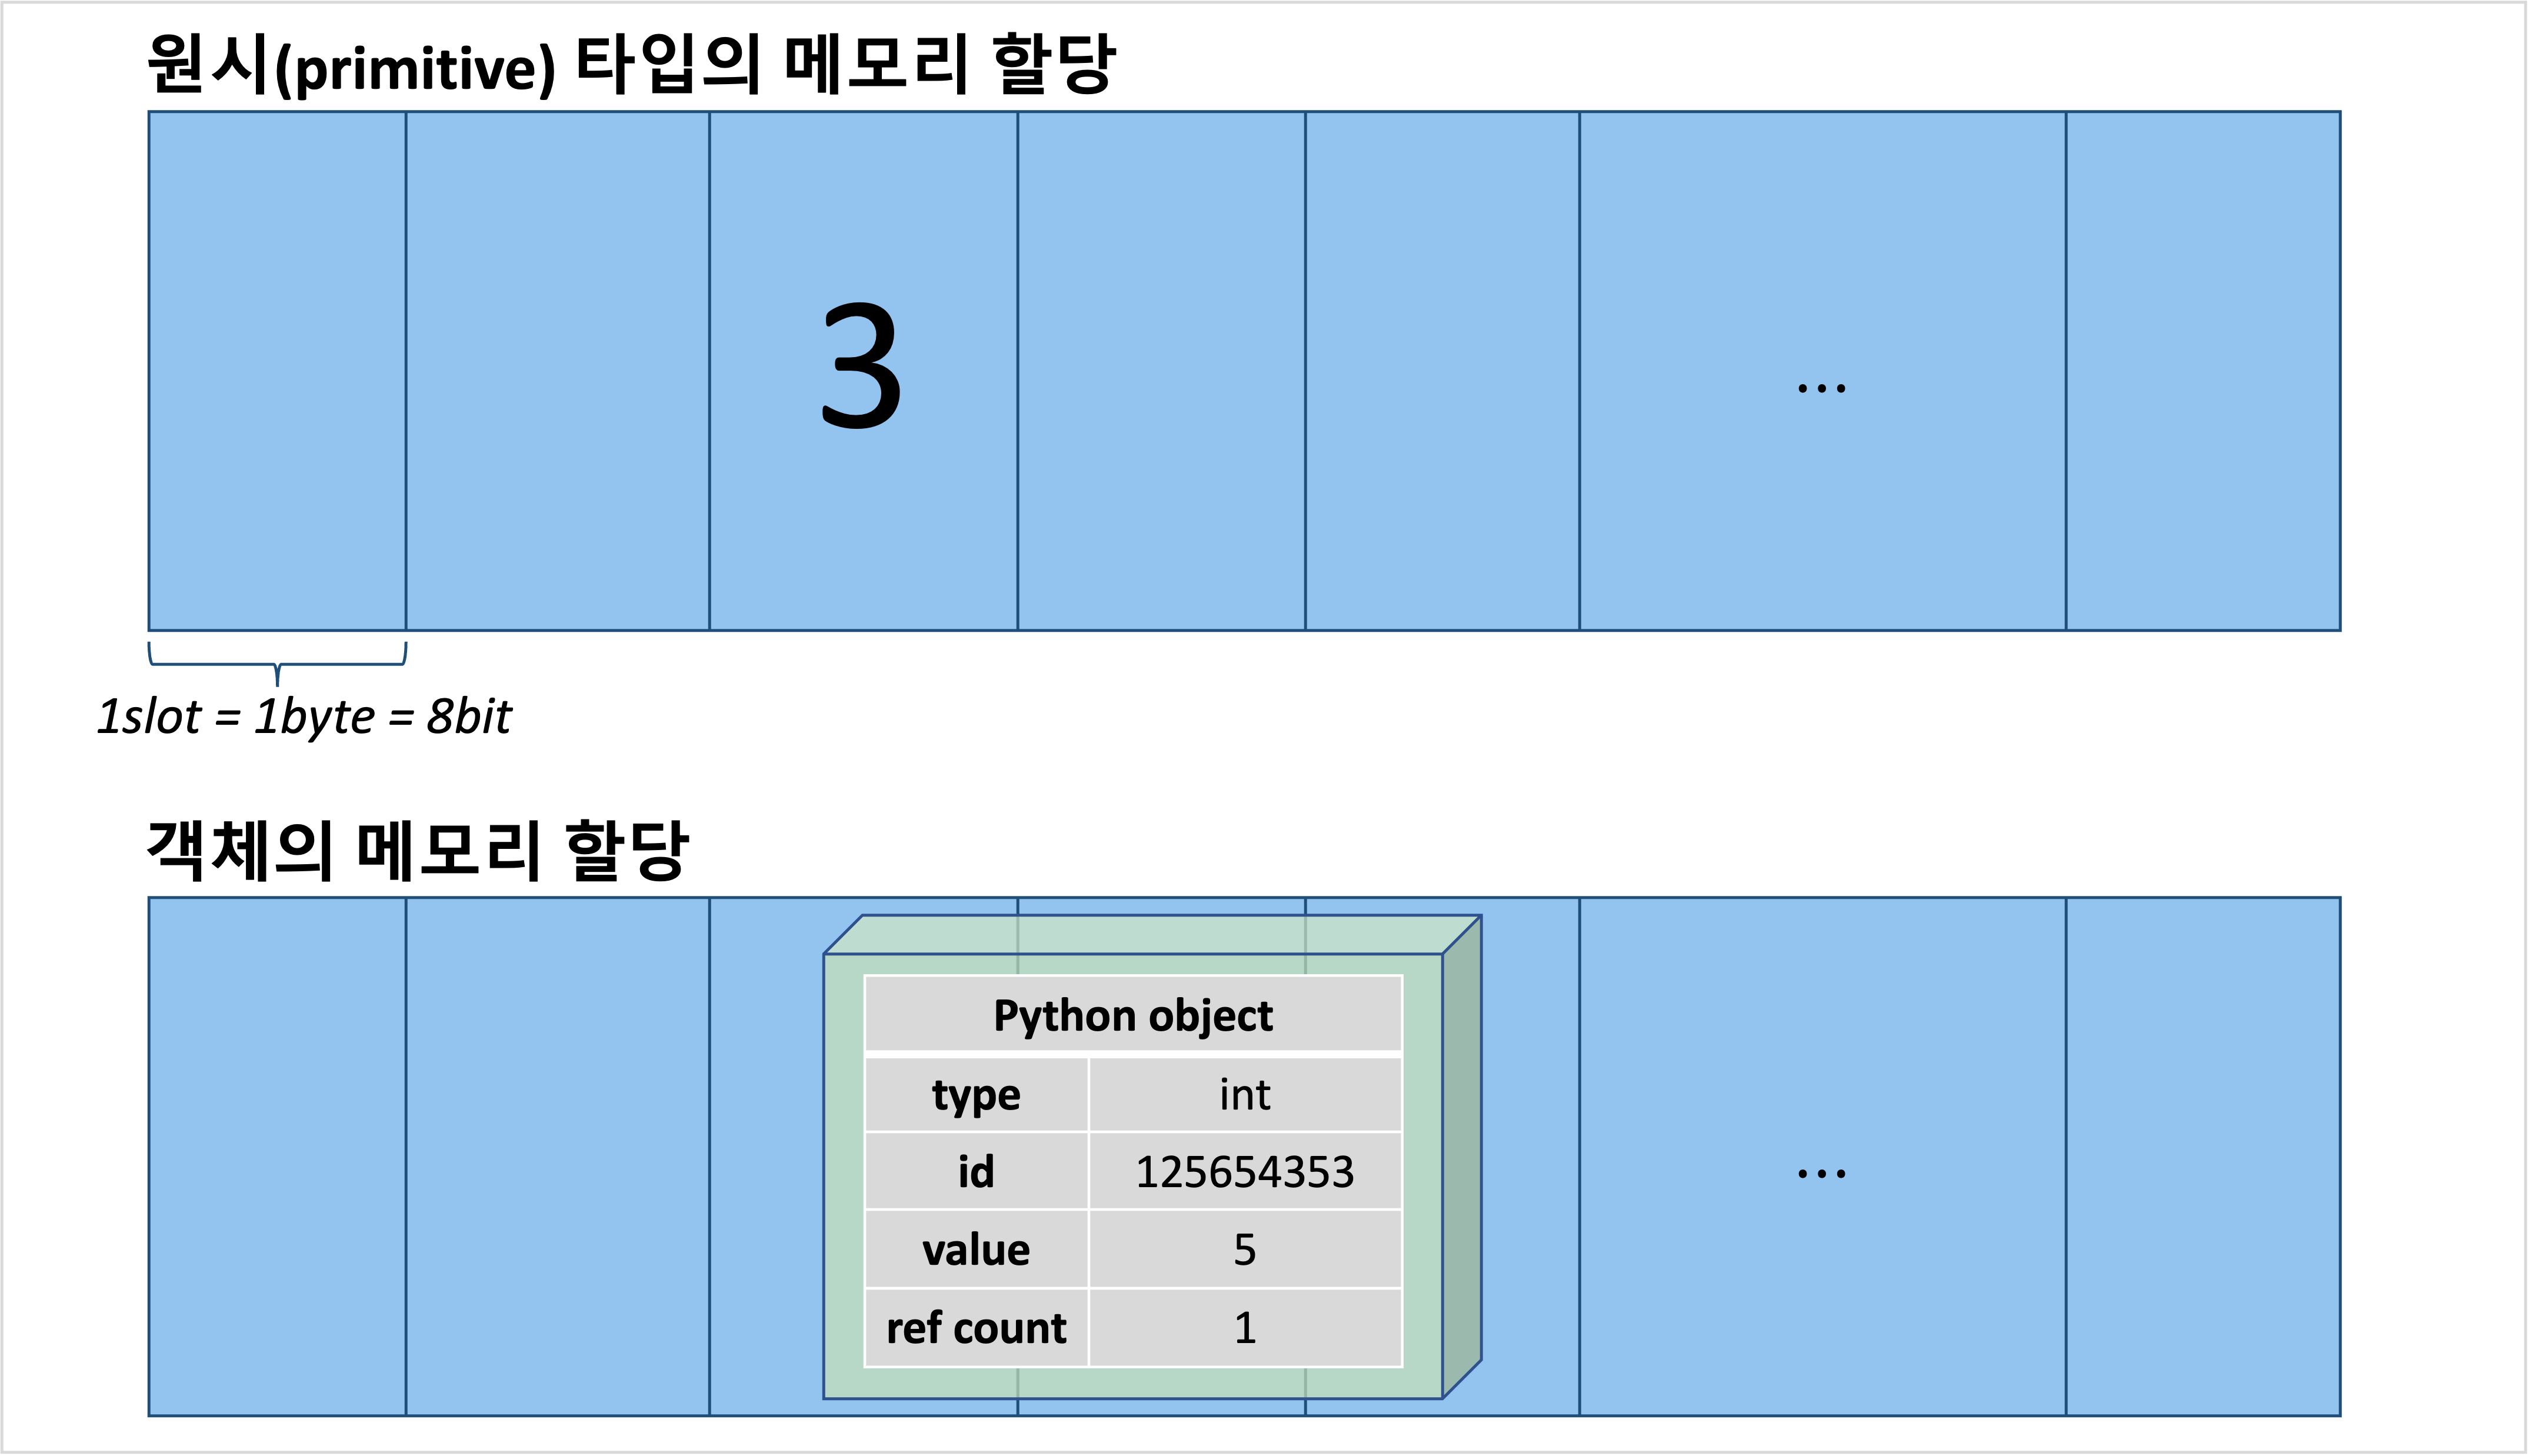 원시(primitive) 타입의 메모리 할당
3
...
1slot = 1byte = 8bit
객체의 메모리 할당
Python object
type int
id 125654353
value 5
ref count 1
...